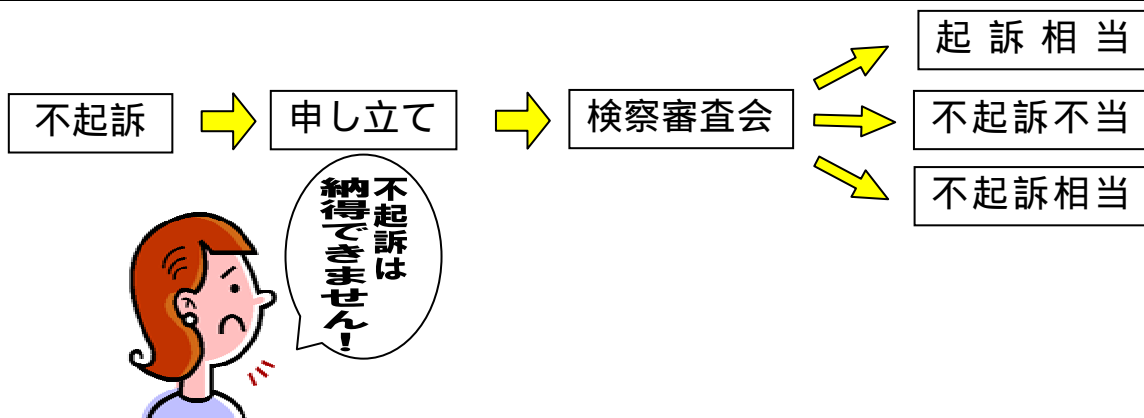 不起訴
申し立て
検察審査会
起訴相当
不起訴不当
不起訴相当
不起訴は
納得できません!